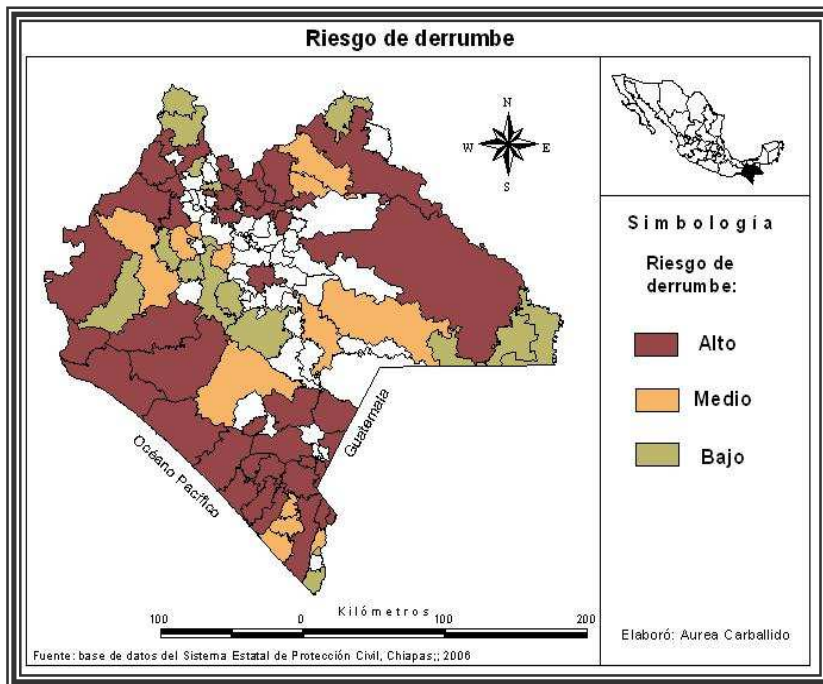 Riesgo de derrumbe
N
W E
S
Océano Pacífico
Guatemala
Simbología
Riesgo de
derrumbe:
Alto
Medio
Bajo
Kilómetros
100 0 100 200
Elaboró: Aurea Carballido
Fuente: base de datos del Sistema Estatal de Protección Civil, Chiapas;; 2006